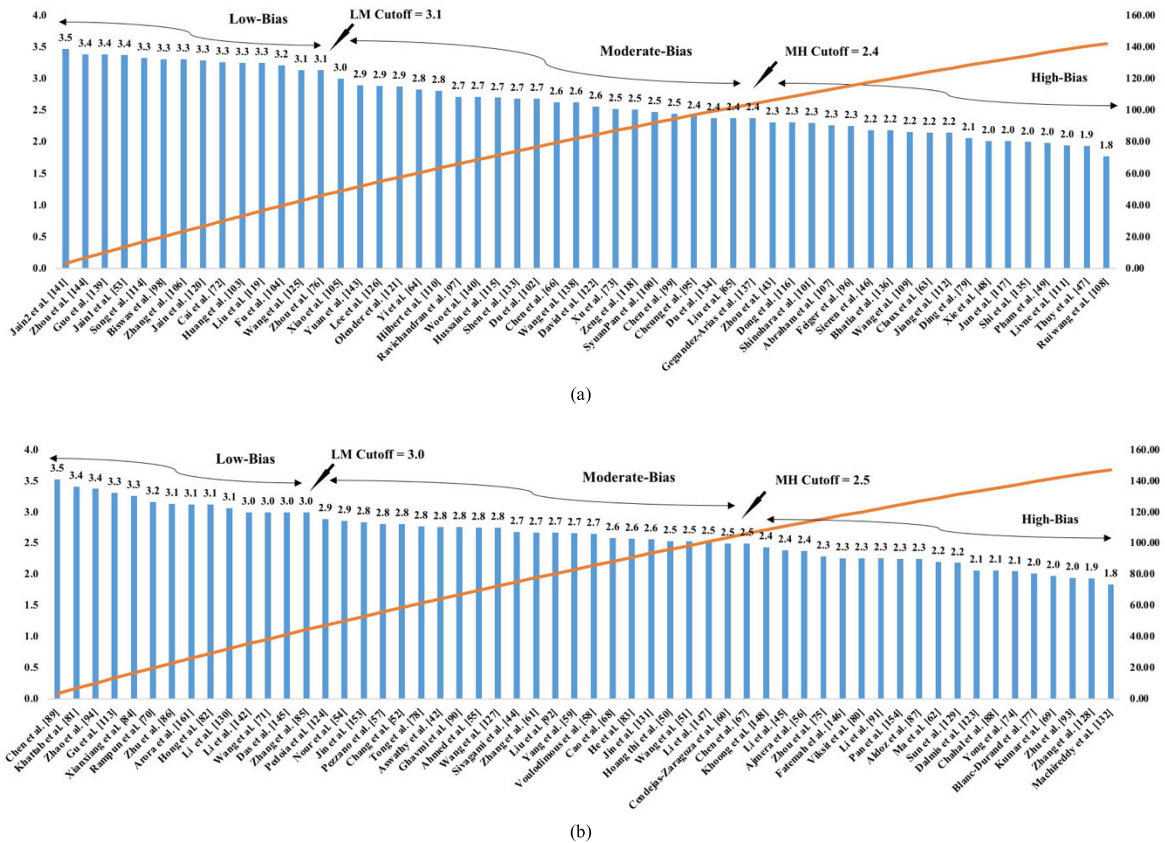 4.0
3.5
3.0
2.5
2.0
1.5
1.0
0.5
0.0
Low-Bias
LM Cutoff = 3.1
Moderate-Bias
MH Cutoff = 2.4
High-Bias
160.00
140.00
120.00
100.00
80.00
60.00
40.00
20.00
0.00
3.5 3.4 3.4 3.4 3.3 3.3 3.3 3.3 3.3 3.3 3.3 3.2 3.1 3.1 3.0 2.9 2.9 2.9 2.8 2.8 2.7 2.7 2.7 2.7 2.7 2.6 2.6 2.6 2.5 2.5 2.5 2.5 2.4 2.4 2.4 2.4 2.3 2.3 2.3 2.3 2.3 2.2 2.2 2.2 2.2 2.2 2.1 2.0 2.0 2.0 2.0 2.0 1.9 1.8
Jain2 et al. [141]
Zhou et al. [144]
Guo et al. [139]
Jain1 et al. [53]
Song et al. [114]
Biswas et al. [98]
Zhang et al. [106]
Jain et al. [120]
Cai et al. [72]
Huang et al. [103]
Liu et al. [119]
Fu et al. [104]
Wang et al. [125]
Zhou et al. [76]
Xiao et al. [105]
Yuan et al. [143]
Lee et al. [126]
Olender et al. [121]
Yi et al. [64]
Hilbert et al. [110]
Ravichandran et al. [97]
Woo et al. [140]
Hussain et al. [115]
Shen et al. [133]
Du et al. [102]
Chen et al. [66]
Wang et al. [138]
David et al. [122]
Xu et al. [73]
Zeng et al. [118]
SyuanPan et al. [100]
Chen et al. [99]
Cheung et al. [95]
Du et al. [134]
Lin et al. [65]
Gegundez-Arias et al. [137]
Zhou et al. [43]
Dong et al. [116]
Shinohara et al. [101]
Abraham et al. [107]
Feger et al. [96]
Sieren et al. [46]
Bhatia et al. [136]
Wang et al. [109]
Chaux et al. [63]
Jiang et al. [112]
Ding et al. [79]
Xie et al. [48]
Jun et al. [117]
Shi et al. [135]
Pham et al. [49]
Livne et al. [111]
Thuy et al. [47]
Rui wang et al. [108]
(a)
4.0
3.5
3.0
2.5
2.0
1.5
1.0
0.5
0.0
Low-Bias
LM Cutoff = 3.0
Moderate-Bias
MH Cutoff = 2.5
High-Bias
160.00
140.00
120.00
100.00
80.00
60.00
40.00
20.00
0.00
3.5 3.4 3.4 3.3 3.3 3.2 3.1 3.1 3.1 3.1 3.0 3.0 3.0 3.0 2.9 2.9 2.8 2.8 2.8 2.8 2.8 2.8 2.8 2.8 2.7 2.7 2.7 2.7 2.7 2.6 2.6 2.6 2.5 2.5 2.5 2.5 2.5 2.4 2.4 2.4 2.3 2.3 2.3 2.3 2.3 2.3 2.2 2.2 2.1 2.1 2.1 2.0 2.0 2.0 1.9 1.8
Chen et al. [89]
Khattab et al. [81]
Zhao et al. [94]
Gu et al. [113]
Xianxiang et al. [84]
Rampun et al. [70]
Zhu et al. [86]
Arora et al. [161]
Hong et al. [82]
Li et al. [130]
Li et al. [142]
Wang et al. [71]
Das et al. [145]
Zhang et al. [85]
Pedoia et al. [124]
Nour et al. [54]
Jin et al. [153]
Pezzano et al. [57]
Chang et al. [52]
Tong et al. [78]
Aswathy et al. [42]
Ghavmi et al. [90]
Ahmed et al. [55]
Wang et al. [127]
Sivagami et al. [44]
Zhang et al. [61]
Liu et al. [92]
Yang et al. [59]
Voulodimos et al. [58]
Cao et al. [68]
He et al. [83]
Jin et al. [131]
Hoang Thi et al. [50]
Wang et al. [51]
Li et al. [147]
Cendejas-Zaragoza et al. [60]
Chen et al. [67]
Khoong et al. [148]
Li et al. [45]
Ajnera et al. [56]
Zhou et al. [75]
Fatemah et al. [146]
Viksit et al. [80]
Li et al. [91]
Pan et al. [154]
Aldoz et al. [87]
Ma et al. [62]
Sun et al. [129]
Dalmis et al. [123]
Chahal et al. [88]
Yong et al. [74]
Blanc-Durand et al. [77]
Kumar et al. [69]
Zhu et al. [93]
Zhang et al. [128]
Machireddy et al. [132]
(b)